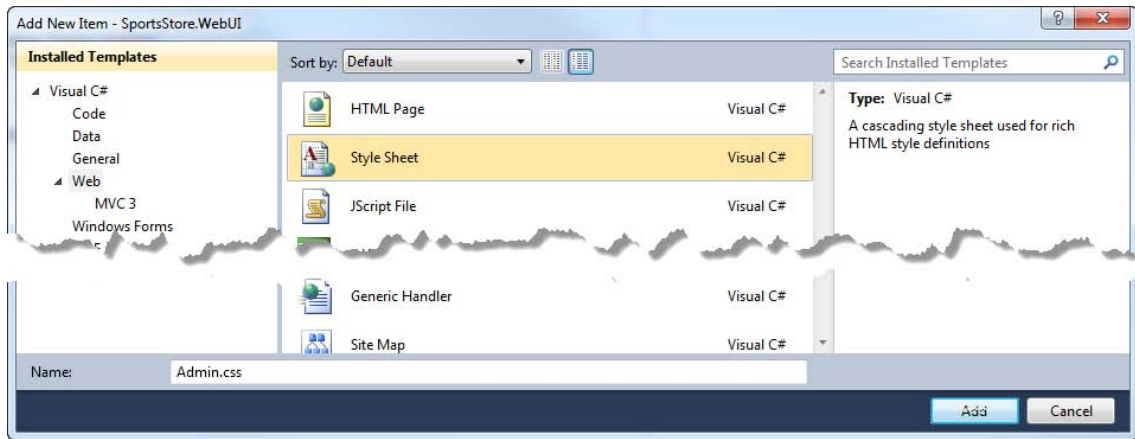 Add New Item - SportsStore.WebUI
Installed Templates
Visual C#
Code
Data
General
Web
MVC 3
Windows Forms
Sort by: Default
HTML Page Visual C#
Style Sheet Visual C#
JScript File Visual C#
Generic Handler Visual C#
Site Map Visual C#
Search Installed Templates
Type: Visual C#
A cascading style sheet used for rich
HTML style definitions
Name: Admin.css
Add Cancel